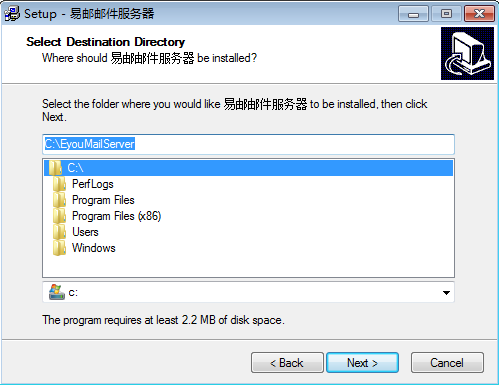 Setup - 易邮邮件服务器
Select Destination Directory
Where should 易邮邮件服务器 be installed?
Select the folder where you would like 易邮邮件服务器 to be installed, then click
Next.
C:\EyouMailServer
C:\
PerfLogs
Program Files
Program Files (x86)
Users
Windows
c:
The program requires at least 2.2 MB of disk space.
< Back
Next >
Cancel